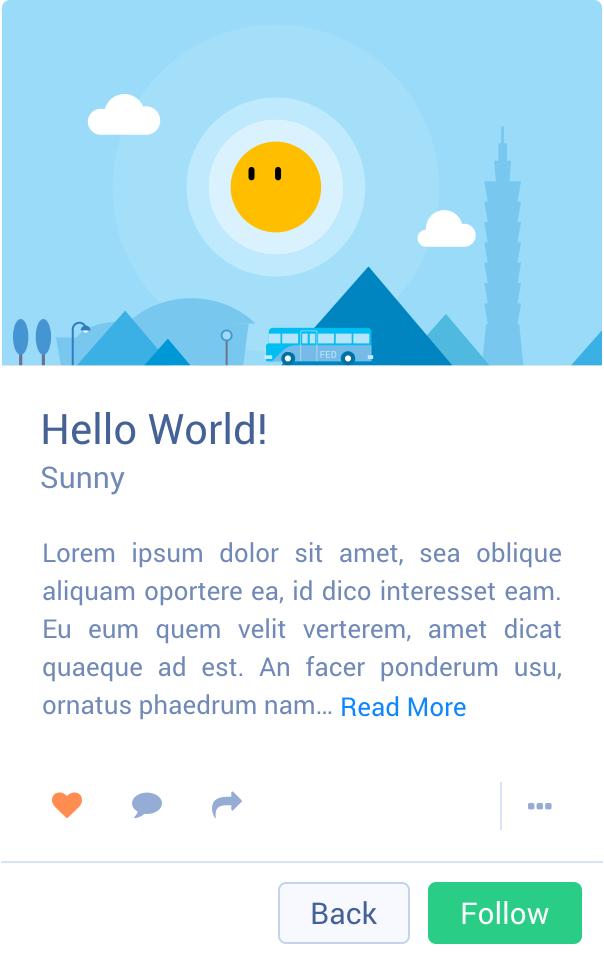 FED
Hello World!
Sunny
Lorem ipsum dolor sit amet, sea oblique
aliquam oportere ea, id dico interesset eam.
Eu eum quem velit verterem, amet dicat
quaeque ad est. An facer ponderum usu,
ornatus phaedrum nam... Read More
Back
Follow